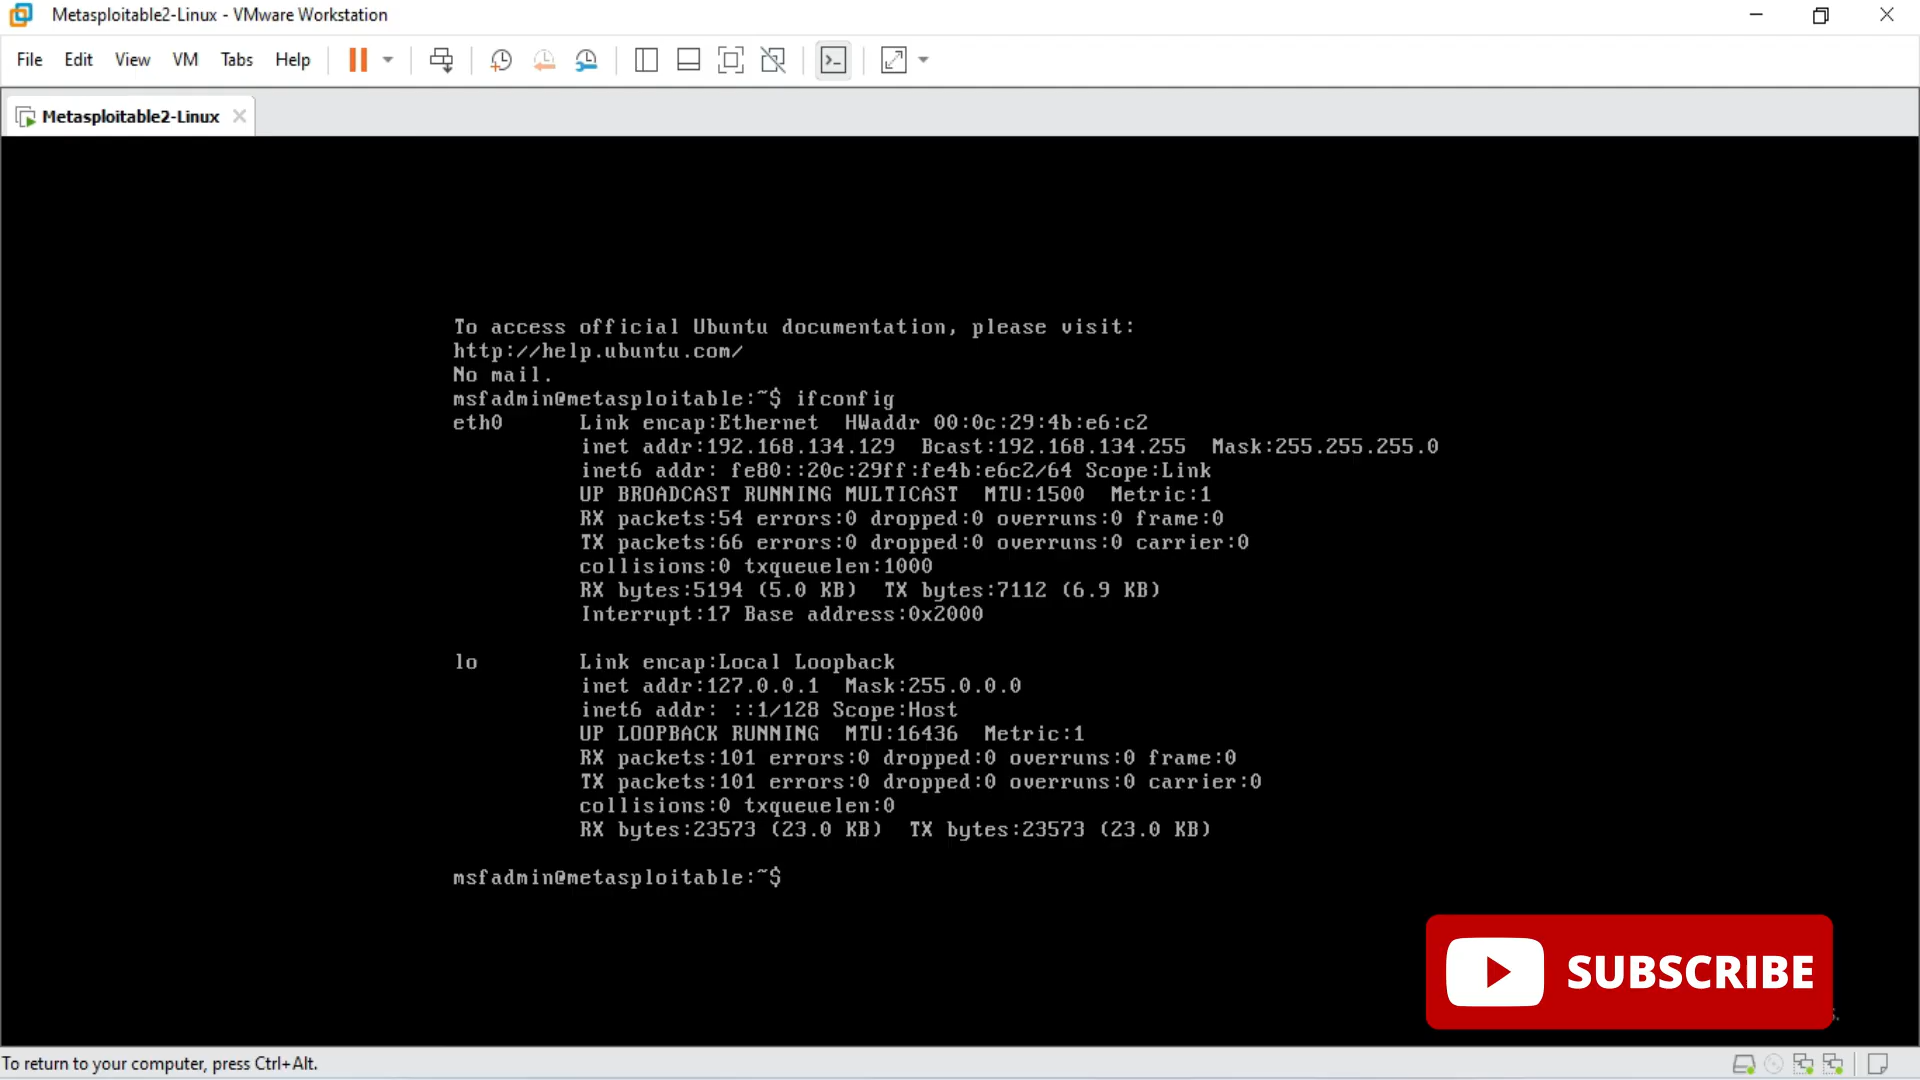 Metasploitable2-Linux - VMware Workstation
File Edit View VM Tabs Help
Metasploitable2-Linux
To access official Ubuntu documentation, please visit:
http://help.ubuntu.com/
No mail.
msfadmin@metasploitable:~$ ifconfig
eth0 Link encap:Ethernet HWaddr 00:0c:29:4b:e6:c2
inet addr:192.168.134.129 Bcast:192.168.134.255 Mask:255.255.255.0
inet6 addr: fe80::20c:29ff:fe4b:e6c2/64 Scope:Link
UP BROADCAST RUNNING MULTICAST MTU:1500 Metric:1
RX packets:54 errors:0 dropped:0 overruns:0 frame:0
TX packets:66 errors:0 dropped:0 overruns:0 carrier:0
collisions:0 txqueuelen:1000
RX bytes:5194 (5.0 KB) TX bytes:7112 (6.9 KB)
Interrupt:17 Base address:0x2000
lo Link encap:Local Loopback
inet addr:127.0.0.1 Mask:255.0.0.0
inet6 addr: ::1/128 Scope:Host
UP LOOPBACK RUNNING MTU:16436 Metric:1
RX packets:101 errors:0 dropped:0 overruns:0 frame:0
TX packets:101 errors:0 dropped:0 overruns:0 carrier:0
collisions:0 txqueuelen:0
RX bytes:23573 (23.0 KB) TX bytes:23573 (23.0 KB)
msfadmin@metasploitable:~$
SUBSCRIBE
To return to your computer, press Ctrl+Alt.